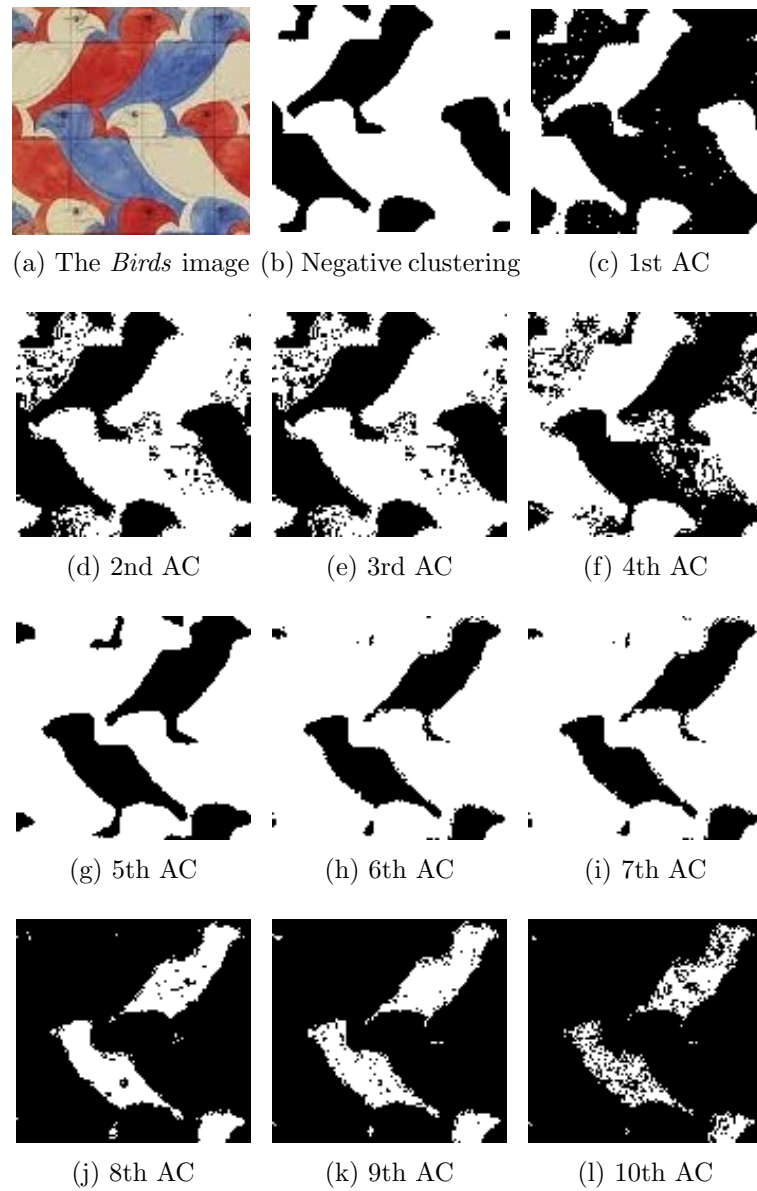 (a) The Birds image (b) Negative clustering (c) 1st AC
(d) 2nd AC (e) 3rd AC (f) 4th AC
(g) 5th AC (h) 6th AC (i) 7th AC
(j) 8th AC (k) 9th AC (l) 10th AC